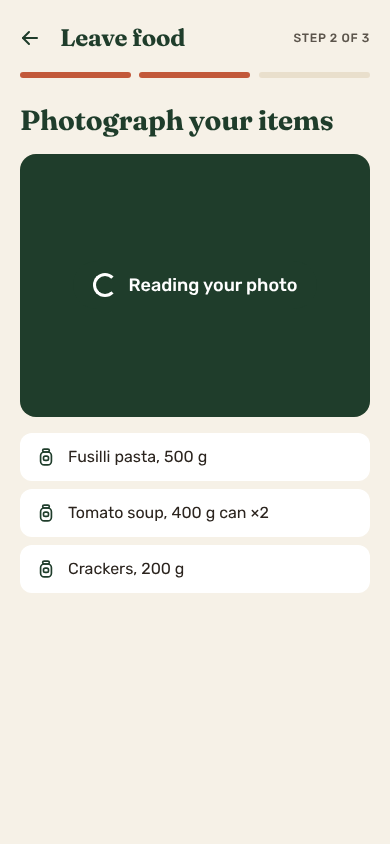 Leave food
STEP 2 OF 3
Photograph your items
Reading your photo
Fusilli pasta, 500 g
Tomato soup, 400 g can ×2
Crackers, 200 g